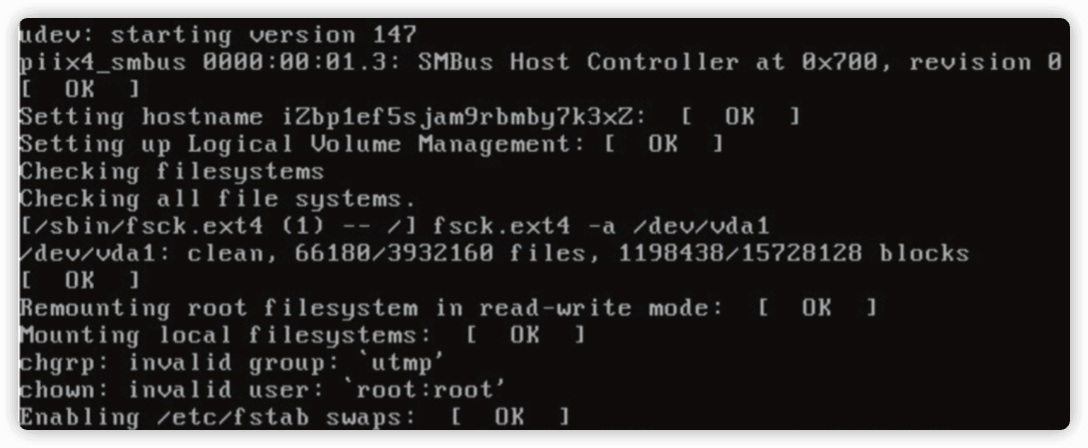 udev: starting version 147
piix4_smbus 0000:00:01.3: SMBus Host Controller at 0x700, revision 0
[  OK  ]
Setting hostname iZbp1ef5sjam9rbmby7k3xZ:  [  OK  ]
Setting up Logical Volume Management: [  OK  ]
Checking filesystems
Checking all file systems.
[/sbin/fsck.ext4 (1) -- /] fsck.ext4 -a /dev/vda1
/dev/vda1: clean, 66180/3932160 files, 1198438/15728128 blocks
[  OK  ]
Remounting root filesystem in read-write mode:  [  OK  ]
Mounting local filesystems:  [  OK  ]
chgrp: invalid group: `utmp'
chown: invalid user: `root:root'
Enabling /etc/fstab swaps:  [  OK  ]